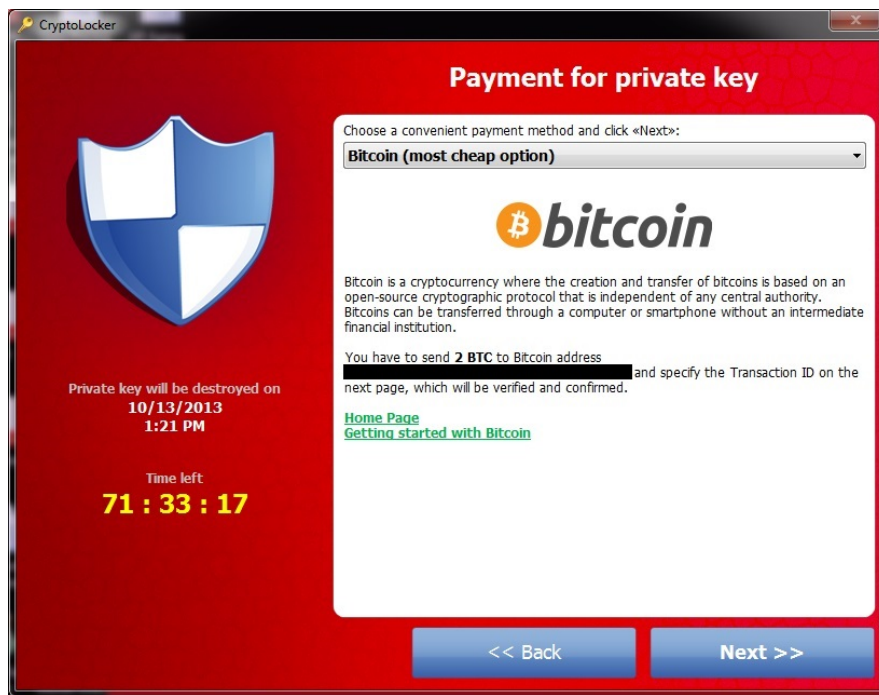 CryptoLocker
Payment for private key
Choose a convenient payment method and click «Next»:
Bitcoin (most cheap option)
bitcoin
Bitcoin is a cryptocurrency where the creation and transfer of bitcoins is based on an
open-source cryptographic protocol that is independent of any central authority.
Bitcoins can be transferred through a computer or smartphone without an intermediate
financial institution.
You have to send 2 BTC to Bitcoin address
and specify the Transaction ID on the
next page, which will be verified and confirmed.
Home Page
Getting started with Bitcoin
Private key will be destroyed on
10/13/2013
1:21 PM
Time left
71 : 33 : 17
<< Back
Next >>